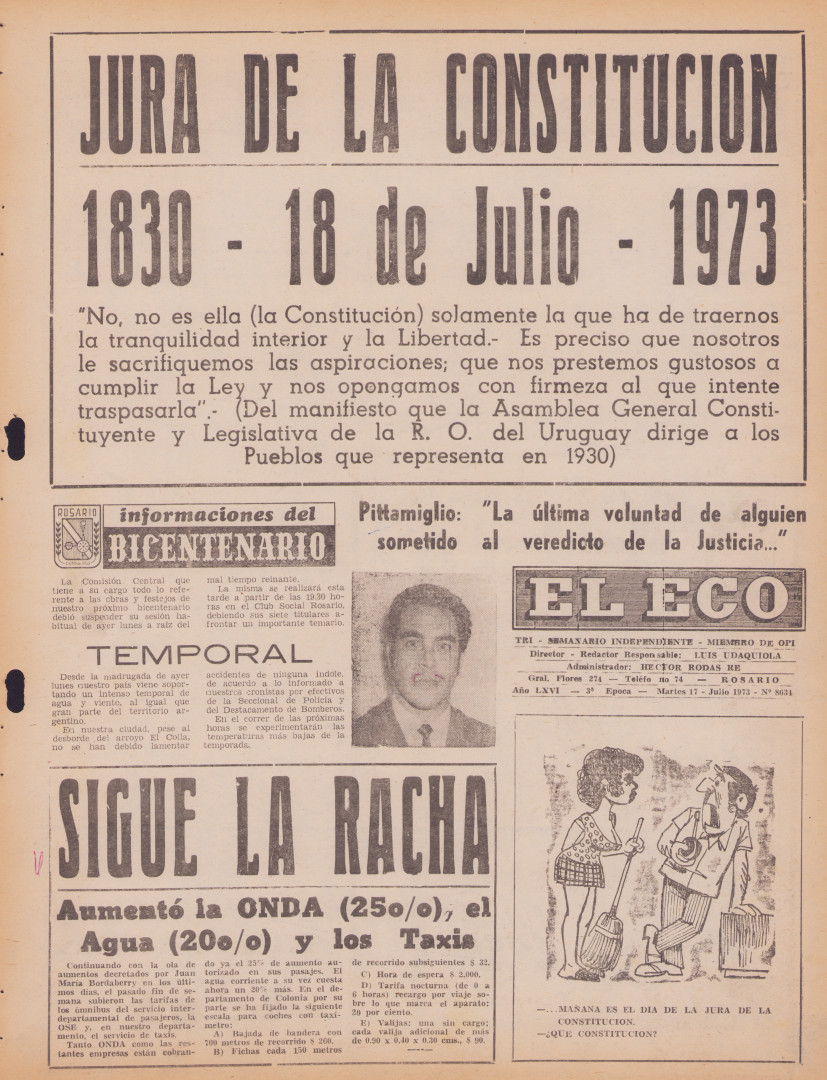 JURA DE LA CONSTITUCION
1830 - 18 de Julio - 1973
"No, no es ella (la Constitución) solamente la que ha de traernos
la tranquilidad interior y la Libertad.- Es preciso que nosotros
le sacrifiquemos las aspiraciones; que nos prestemos gustosos a
cumplir la Ley y nos opongamos con firmeza al que intente
traspasarla".- (Del manifiesto que la Asamblea General Consti-
tuyente y Legislativa de la R. O. del Uruguay dirige a los
Pueblos que representa en 1930)
ROSARIO
informaciones del
BICENTENARIO
La Comisión Central que
tiene a su cargo todo lo refe-
rente a las obras y festejos de
nuestro próximo bicentenario
debió suspender su sesión ha-
bitual de ayer lunes a raíz del
mal tiempo reinante.
La misma se realizará esta
tarde a partir de las 19.30 ho-
ras en el Club Social Rosario,
debiendo sus siete titulares a-
frontar un importante temario.
TEMPORAL
Desde la madrugada de ayer
lunes nuestro país viene sopor-
tando un intenso temporal de
agua y viento, al igual que
gran parte del territorio ar-
gentino.
En nuestra ciudad, pese al
desborde del arroyo El Colla,
no se han debido lamentar
accidentes de ninguna índole,
de acuerdo a lo informado a
nuestros cronistas por efectivos
de la Seccional de Policía y
del Destacamento de Bomberos.
En el correr de las próximas
horas se experimentarán las
temperaturas más bajas de la
temporada.
Pittamiglio: "La última voluntad de alguien
sometido al veredicto de la Justicia..."
EL ECO
TRI - SEMANARIO INDEPENDIENTE - MIEMBRO DE OPI
Director - Redactor Responsable: LUIS UDAQUIOLA
Administrador: HECTOR RODAS RE
Gral. Flores 274 — Teléfo no 74 — ROSARIO
Año LXVI — 3ª Epoca — Martes 17 - Julio 1973 - Nº 8634
SIGUE LA RACHA
Aumentó la ONDA (25o/o), el
Agua (20o/o) y los Taxis
Continuando con la ola de
aumentos decretados por Juan
María Bordaberry en los últi-
mos días, el pasado fin de se-
mana subieron las tarifas de
los ómnibus del servicio inter-
departamental de pasajeros, la
OSE y, en nuestro departa-
mento, el servicio de taxis.
Tanto ONDA como las res-
tantes empresas están cobran-
do ya el 25% de aumento au-
torizado en sus pasajes. El
agua corriente a su vez cuesta
ahora un 20% más. En el de-
partamento de Colonia por su
parte se ha fijado la siguiente
escala para coches con taxí-
metro:
A) Bajada de bandera con
700 metros de recorrido $ 260.
B) Fichas cada 150 metros
de recorrido subsiguientes $ 32.
C) Hora de espera $ 2.000.
D) Tarifa nocturna (de 0 a
6 horas) recargo por viaje so-
bre lo que marca el aparato;
20 por ciento.
E) Valijas; una sin cargo;
cada valija adicional de más
de 0.90 x 0.40 x 0.30 cms., $ 90.
—... MAÑANA ES EL DIA DE LA JURA DE LA
CONSTITUCION.
—¿QUE CONSTITUCION?